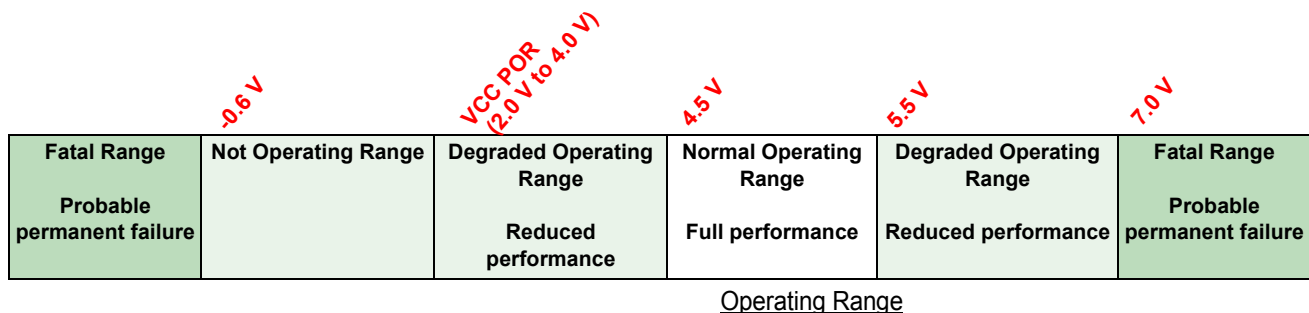 -0.6 V
VCC POR
(2.0 V to 4.0 V)
4.5 V
5.5 V
7.0 V
Fatal Range
Probable
permanent failure
Not Operating Range
Degraded Operating
Range
Reduced
performance
Normal Operating
Range
Full performance
Degraded Operating
Range
Reduced performance
Fatal Range
Probable
permanent failure
Operating Range